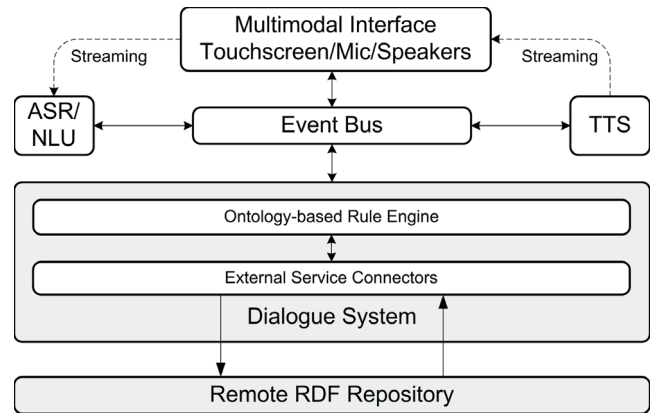 Multimodal Interface
Touchscreen/Mic/Speakers
Streaming
Streaming
ASR/
NLU
Event Bus
TTS
Ontology-based Rule Engine
External Service Connectors
Dialogue System
Remote RDF Repository